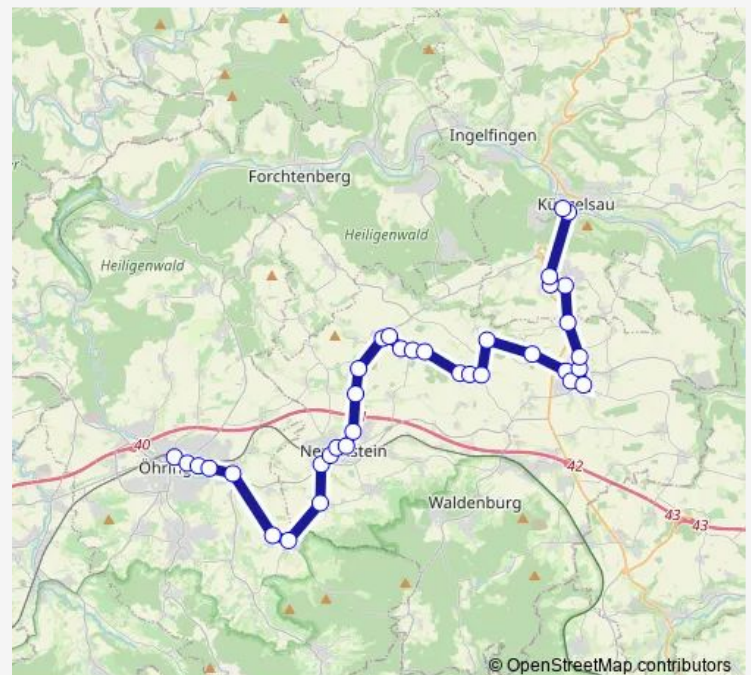 Ingelfingen
Forchtenberg
Heiligenwald
Heiligenwald
40
42
Waldenburg
43
43
© OpenStreetMap contributors